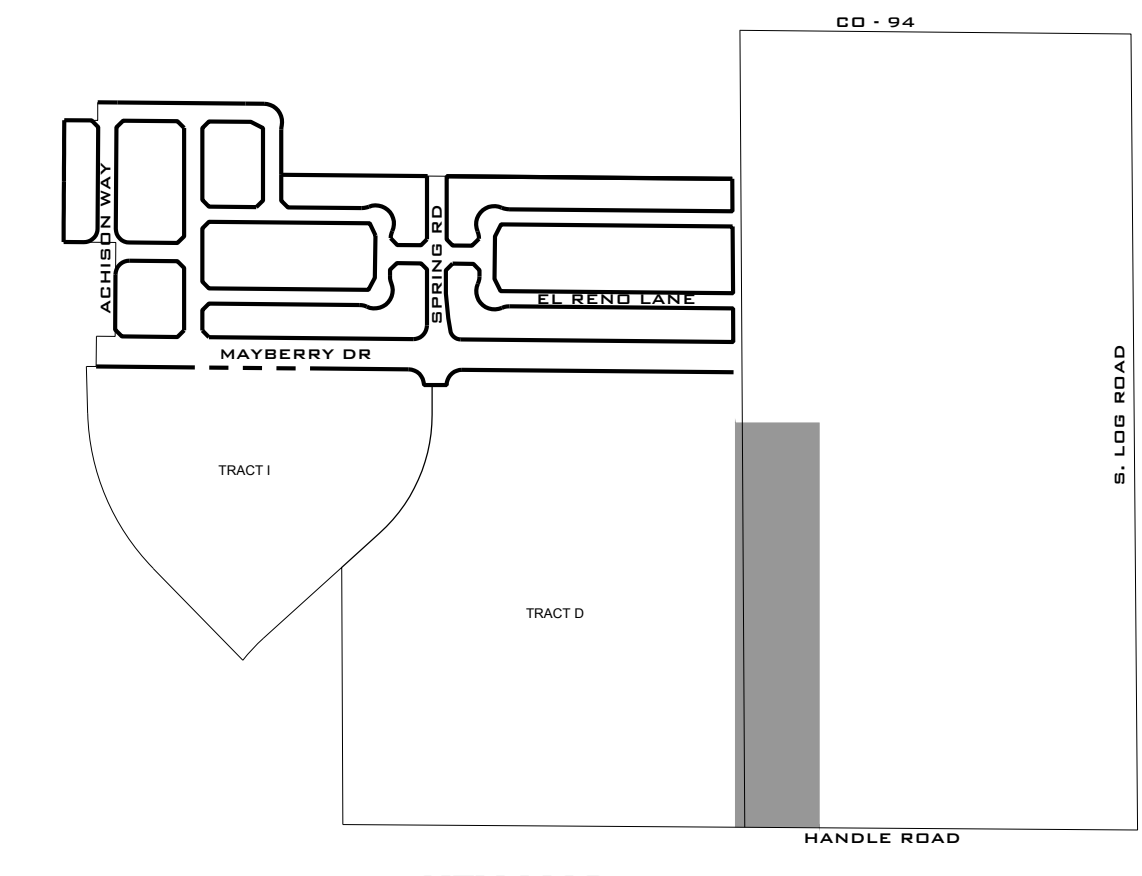 CO - 94
ACHISON WAY
SPRING RD
EL RENO LANE
MAYBERRY DR
S. LOG ROAD
TRACT I
TRACT D
HANDLE ROAD